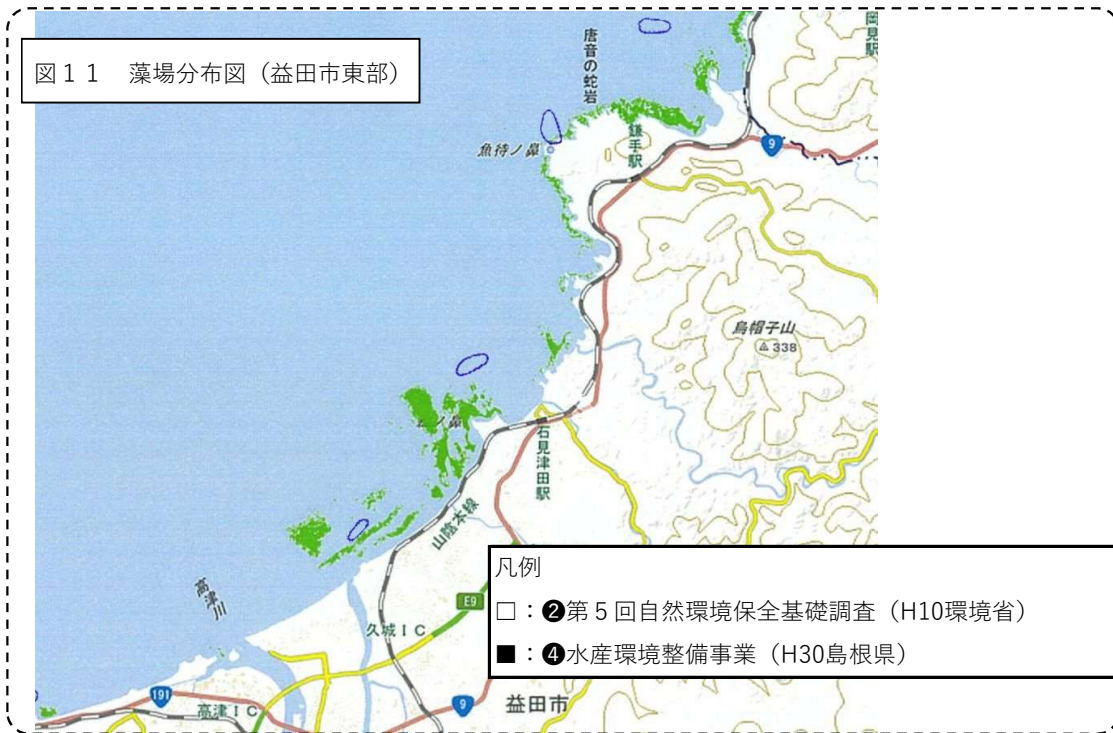 図１１　藻場分布図（益田市東部）
岡見駅
唐音の蛇岩
鎌手駅
魚待ノ鼻
9
烏帽子山
338
ノ鼻
石見津田駅
山陰本線
高津川
E9
久城ＩＣ
191
高津ＩＣ
9
益田市
凡例
□：❷第５回自然環境保全基礎調査（H10環境省）
■：❹水産環境整備事業（H30島根県）